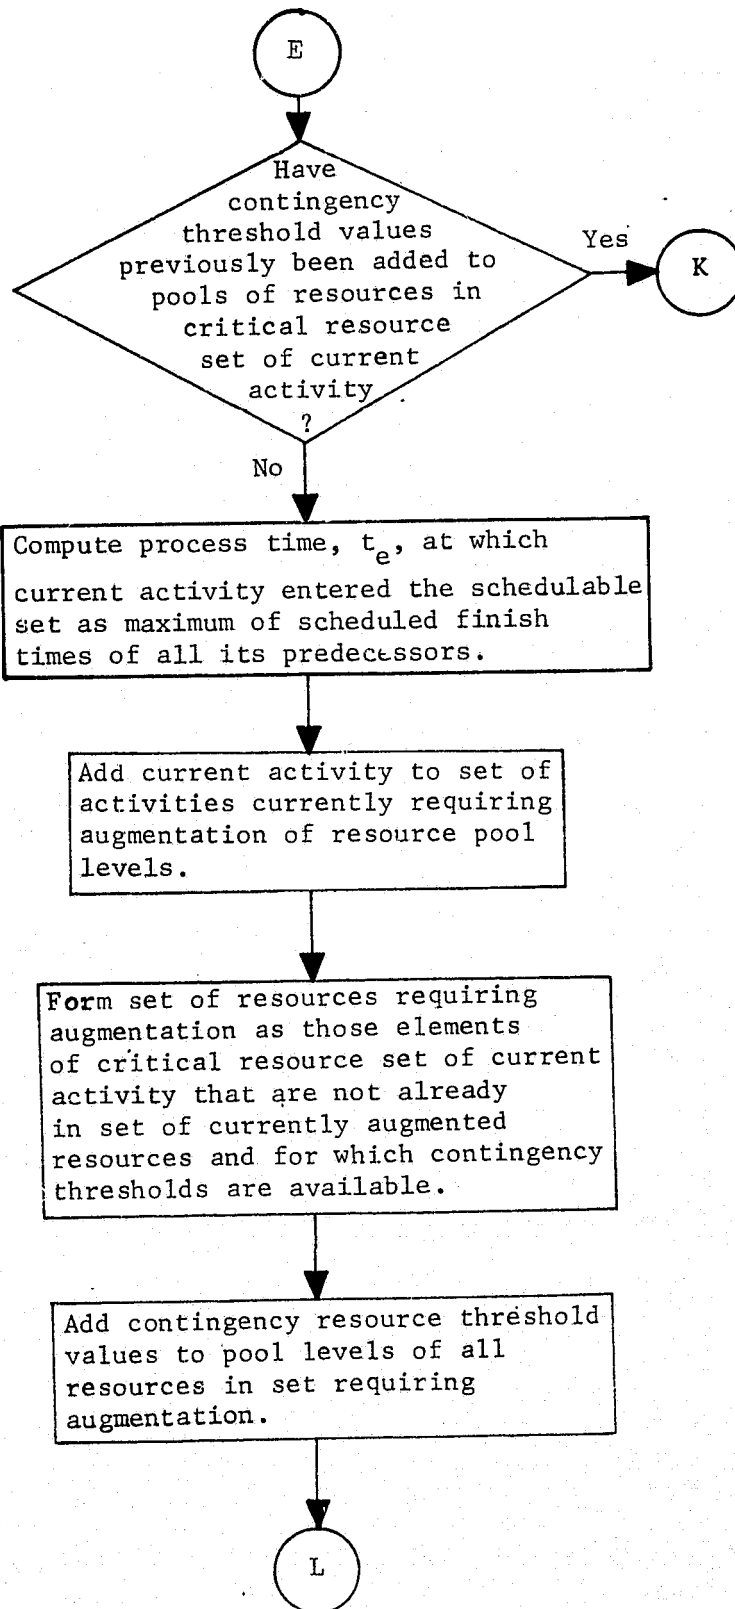 E
Have
contingency
threshold values
previously been added to
pools of resources in
critical resource
set of current
activity
?
Yes
K
No
Compute process time, t_e, at which
current activity entered the schedulable
set as maximum of scheduled finish
times of all its predecessors.
Add current activity to set of
activities currently requiring
augmentation of resource pool
levels.
Form set of resources requiring
augmentation as those elements
of critical resource set of current
activity that are not already
in set of currently augmented
resources and for which contingency
thresholds are available.
Add contingency resource threshold
values to pool levels of all
resources in set requiring
augmentation.
L